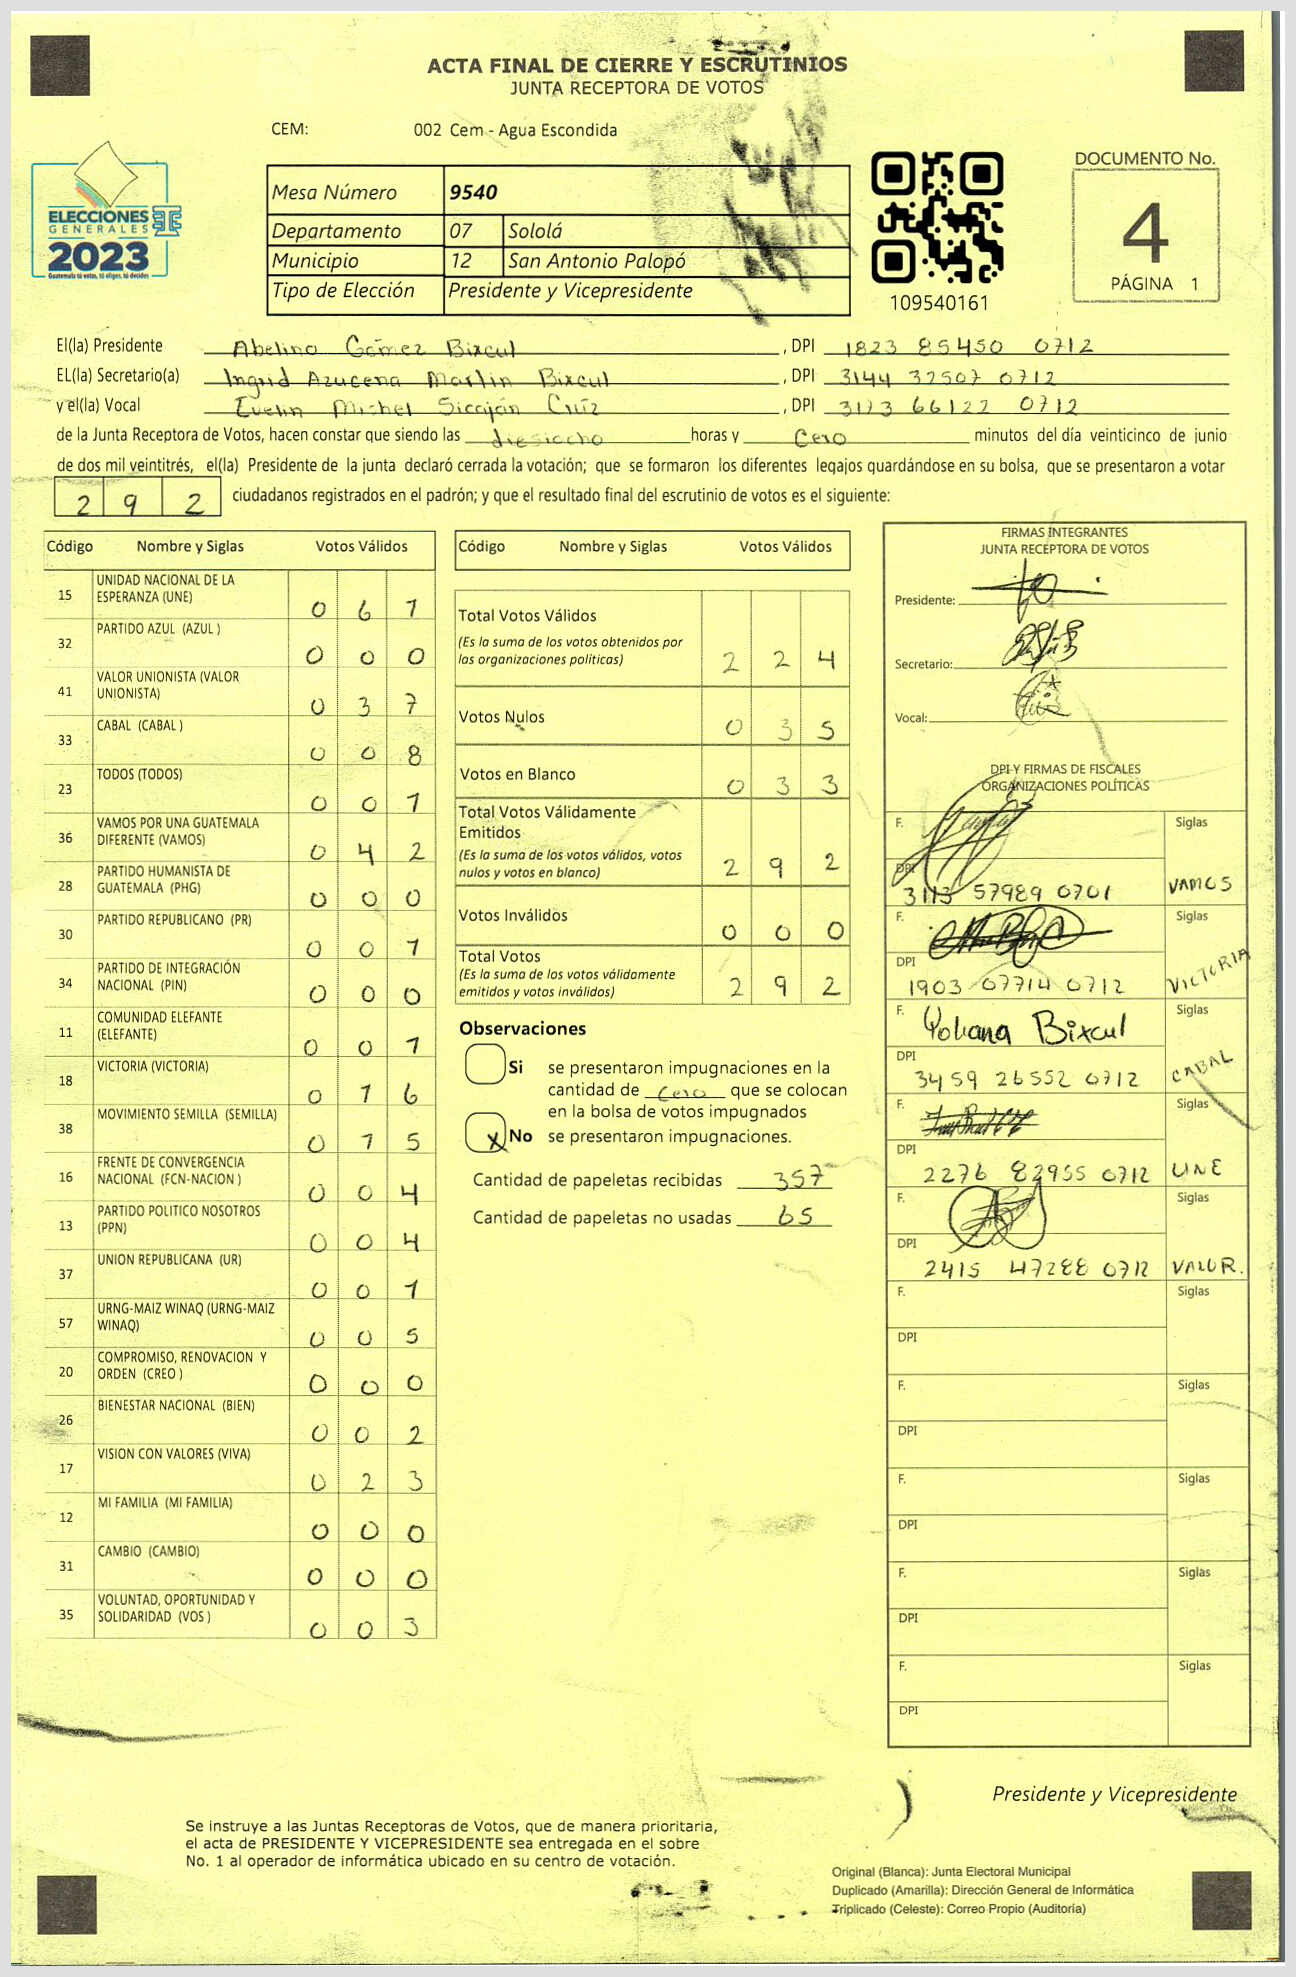 ACTA FINAL DE CIERRE Y ESCRUTINIOS
JUNTA RECEPTORA DE VOTOS
CEM: 002 Cem - Agua Escondida
ELECCIONES
GENERALES
2023
Guatemala tú votas, tú eliges, tú decides
Mesa Número 9540
Departamento 07 Sololá
Municipio 12 San Antonio Palopó
Tipo de Elección Presidente y Vicepresidente
109540161
DOCUMENTO No.
4
PÁGINA 1
El(la) Presidente Abelino Gómez Bixcul , DPI 1823 85450 0712
EL(la) Secretario(a) Ingrid Azucena Martin Bixcul , DPI 3144 32507 0712
y el(la) Vocal Evelin Michel Sicaján Cruz , DPI 3173 66122 0712
de la Junta Receptora de Votos, hacen constar que siendo las diesiocho horas y Cero minutos del día veinticinco de junio
de dos mil veintitrés, el(la) Presidente de la junta declaró cerrada la votación; que se formaron los diferentes legajos guardándose en su bolsa, que se presentaron a votar
292 ciudadanos registrados en el padrón; y que el resultado final del escrutinio de votos es el siguiente:
Código Nombre y Siglas Votos Válidos
15 UNIDAD NACIONAL DE LA ESPERANZA (UNE) 0 6 1
32 PARTIDO AZUL (AZUL ) 0 0 0
41 VALOR UNIONISTA (VALOR UNIONISTA) 0 3 7
33 CABAL (CABAL ) 0 0 8
23 TODOS (TODOS) 0 0 1
36 VAMOS POR UNA GUATEMALA DIFERENTE (VAMOS) 0 4 2
28 PARTIDO HUMANISTA DE GUATEMALA (PHG) 0 0 0
30 PARTIDO REPUBLICANO (PR) 0 0 1
34 PARTIDO DE INTEGRACIÓN NACIONAL (PIN) 0 0 0
11 COMUNIDAD ELEFANTE (ELEFANTE) 0 0 1
18 VICTORIA (VICTORIA) 0 1 6
38 MOVIMIENTO SEMILLA (SEMILLA) 0 1 5
16 FRENTE DE CONVERGENCIA NACIONAL (FCN-NACION ) 0 0 4
13 PARTIDO POLITICO NOSOTROS (PPN) 0 0 4
37 UNION REPUBLICANA (UR) 0 0 1
57 URNG-MAIZ WINAQ (URNG-MAIZ WINAQ) 0 0 5
20 COMPROMISO, RENOVACION Y ORDEN (CREO ) 0 0 0
26 BIENESTAR NACIONAL (BIEN) 0 0 2
17 VISION CON VALORES (VIVA) 0 2 3
12 MI FAMILIA (MI FAMILIA) 0 0 0
31 CAMBIO (CAMBIO) 0 0 0
35 VOLUNTAD, OPORTUNIDAD Y SOLIDARIDAD (VOS ) 0 0 3
Código Nombre y Siglas Votos Válidos
Total Votos Válidos
(Es la suma de los votos obtenidos por
las organizaciones políticas) 2 2 4
Votos Nulos 0 3 5
Votos en Blanco 0 3 3
Total Votos Válidamente
Emitidos
(Es la suma de los votos válidos, votos
nulos y votos en blanco) 2 9 2
Votos Inválidos 0 0 0
Total Votos
(Es la suma de los votos válidamente
emitidos y votos inválidos) 2 9 2
Observaciones
Si se presentaron impugnaciones en la
cantidad de Cero que se colocan
en la bolsa de votos impugnados
X No se presentaron impugnaciones.
Cantidad de papeletas recibidas 357
Cantidad de papeletas no usadas 65
FIRMAS INTEGRANTES
JUNTA RECEPTORA DE VOTOS
Presidente:
Secretario:
Vocal:
DPI Y FIRMAS DE FISCALES
ORGANIZACIONES POLÍTICAS
F. Siglas
DPI 3113 57989 0701 VAMOS
F. Siglas
DPI 1903 07714 0712 VICTORIA
F. Yohana Bixcul Siglas
DPI 3459 26552 0712 CABAL
F. Siglas
DPI 2276 82955 0712 UNE
F. Siglas
DPI 2415 47288 0712 VALOR.
F. Siglas
DPI
F. Siglas
DPI
F. Siglas
DPI
F. Siglas
DPI
F. Siglas
DPI
Presidente y Vicepresidente
Se instruye a las Juntas Receptoras de Votos, que de manera prioritaria,
el acta de PRESIDENTE Y VICEPRESIDENTE sea entregada en el sobre
No. 1 al operador de informática ubicado en su centro de votación.
Original (Blanca): Junta Electoral Municipal
Duplicado (Amarilla): Dirección General de Informática
Triplicado (Celeste): Correo Propio (Auditoría)